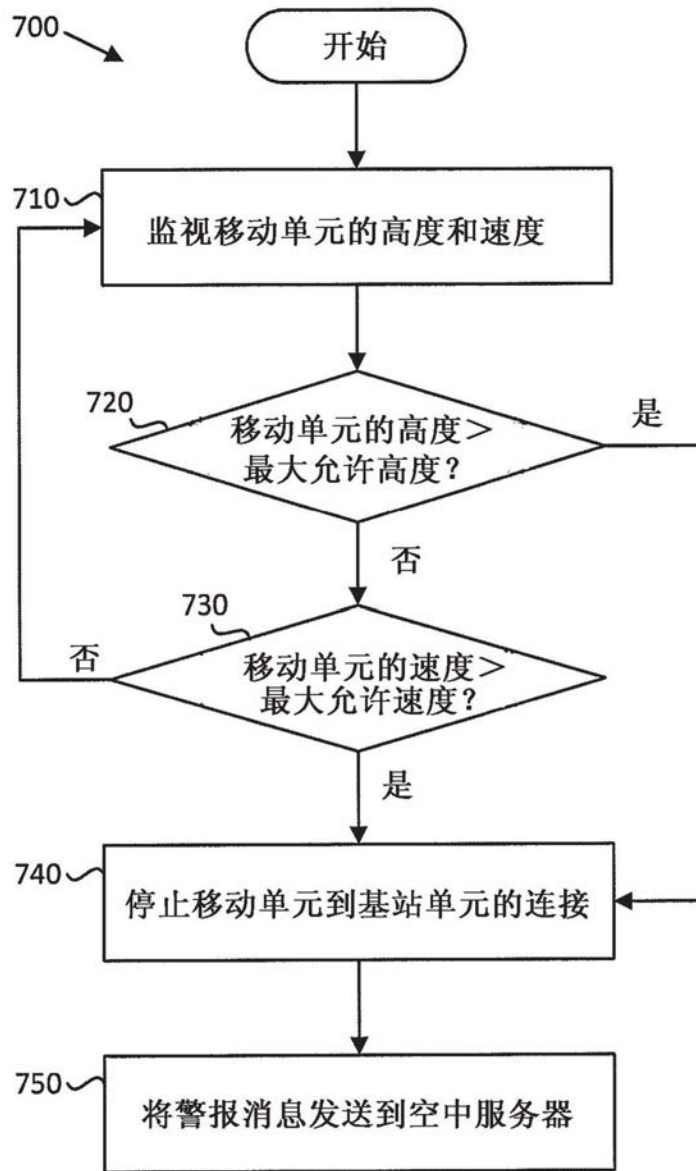 700
开始
710
监视移动单元的高度和速度
720
移动单元的高度>
最大允许高度?
是
否
730
移动单元的速度>
最大允许速度?
否
是
740
停止移动单元到基站单元的连接
750
将警报消息发送到空中服务器